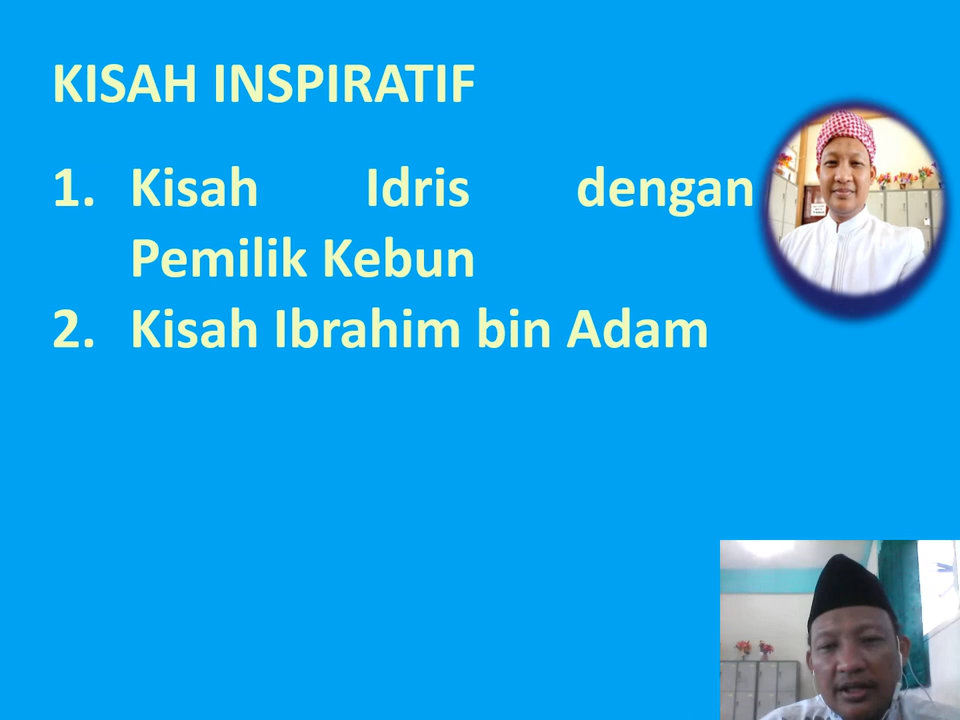 KISAH INSPIRATIF
1. Kisah Idris dengan
Pemilik Kebun
2. Kisah Ibrahim bin Adam